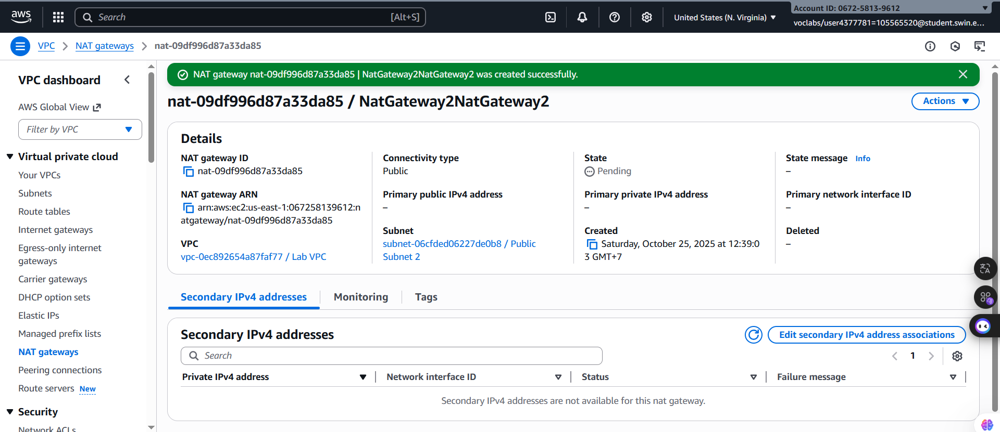 aws
Search [Alt+S]
United States (N. Virginia)
Account ID: 0672-5813-9612
voclabs/user4377781=105565520@student.swin.e...
VPC
NAT gateways
nat-09df996d87a33da85
VPC dashboard
AWS Global View
Filter by VPC
Virtual private cloud
Your VPCs
Subnets
Route tables
Internet gateways
Egress-only internet
gateways
Carrier gateways
DHCP option sets
Elastic IPs
Managed prefix lists
NAT gateways
Peering connections
Route servers New
Security
Network ACLs
NAT gateway nat-09df996d87a33da85 | NatGateway2NatGateway2 was created successfully.
nat-09df996d87a33da85 / NatGateway2NatGateway2
Actions
Details
NAT gateway ID
nat-09df996d87a33da85
NAT gateway ARN
arn:aws:ec2:us-east-1:067258139612:n
atgateway/nat-09df996d87a33da85
VPC
vpc-0ec892654a87faf77 / Lab VPC
Connectivity type
Public
Primary public IPv4 address
–
Subnet
subnet-06cfded06227de0b8 / Public
Subnet 2
State
Pending
Primary private IPv4 address
–
Created
Saturday, October 25, 2025 at 12:39:0
3 GMT+7
State message Info
–
Primary network interface ID
–
Deleted
–
Secondary IPv4 addresses
Monitoring
Tags
Secondary IPv4 addresses
Edit secondary IPv4 address associations
Search
1
Private IPv4 address
Network interface ID
Status
Failure message
Secondary IPv4 addresses are not available for this nat gateway.